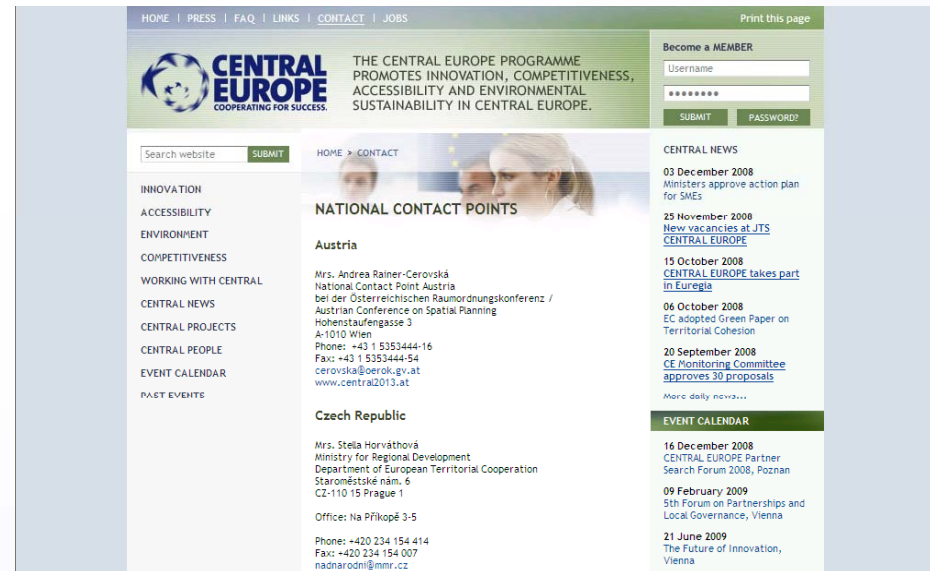 HOME | PRESS | FAQ | LINKS | CONTACT | JOBS
Print this page
CENTRAL
EUROPE
COOPERATING FOR SUCCESS.
THE CENTRAL EUROPE PROGRAMME
PROMOTES INNOVATION, COMPETITIVENESS,
ACCESSIBILITY AND ENVIRONMENTAL
SUSTAINABILITY IN CENTRAL EUROPE.
Become a MEMBER
Username
SUBMIT
PASSWORD?
Search website
SUBMIT
INNOVATION
ACCESSIBILITY
ENVIRONMENT
COMPETITIVENESS
WORKING WITH CENTRAL
CENTRAL NEWS
CENTRAL PROJECTS
CENTRAL PEOPLE
EVENT CALENDAR
PAST EVENTS
HOME > CONTACT
NATIONAL CONTACT POINTS
Austria
Mrs. Andrea Rainer-Cerovská
National Contact Point Austria
bei der Österreichischen Raumordnungskonferenz /
Austrian Conference on Spatial Planning
Hohenstaufengasse 3
A-1010 Wien
Phone: +43 1 5353444-16
Fax: +43 1 5353444-54
cerovska@oerok.gv.at
www.central2013.at
Czech Republic
Mrs. Stella Horváthová
Ministry for Regional Development
Department of European Territorial Cooperation
Staroměstské nám. 6
CZ-110 15 Prague 1
Office: Na Příkopě 3-5
Phone: +420 234 154 414
Fax: +420 234 154 007
nadnarodni@mmr.cz
CENTRAL NEWS
03 December 2008
Ministers approve action plan
for SMEs
25 November 2008
New vacancies at JTS
CENTRAL EUROPE
15 October 2008
CENTRAL EUROPE takes part
in Euregia
06 October 2008
EC adopted Green Paper on
Territorial Cohesion
20 September 2008
CE Monitoring Committee
approves 30 proposals
More daily news...
EVENT CALENDAR
16 December 2008
CENTRAL EUROPE Partner
Search Forum 2008, Poznan
09 February 2009
5th Forum on Partnerships and
Local Governance, Vienna
21 June 2009
The Future of Innovation,
Vienna